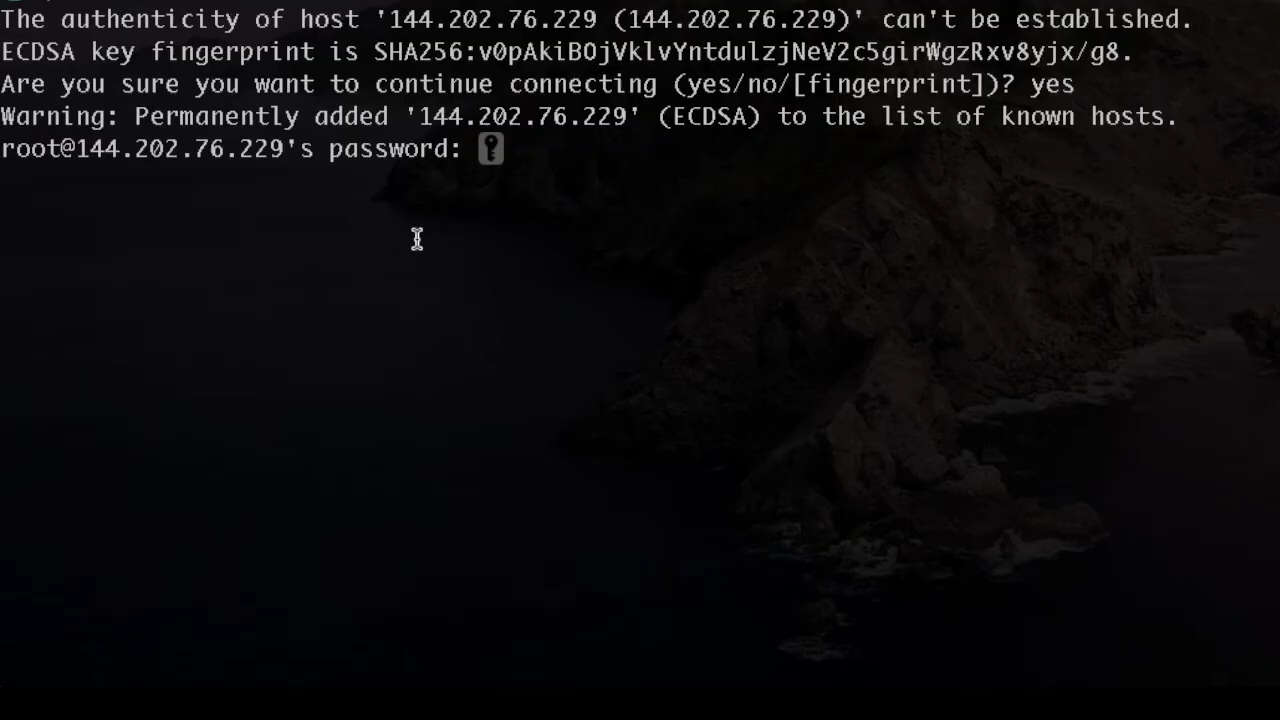 The authenticity of host '144.202.76.229 (144.202.76.229)' can't be established.
ECDSA key fingerprint is SHA256:v0pAkiBOjVklvYntdulzjNeV2c5girWgzRxv8yjx/g8.
Are you sure you want to continue connecting (yes/no/[fingerprint])? yes
Warning: Permanently added '144.202.76.229' (ECDSA) to the list of known hosts.
root@144.202.76.229's password: